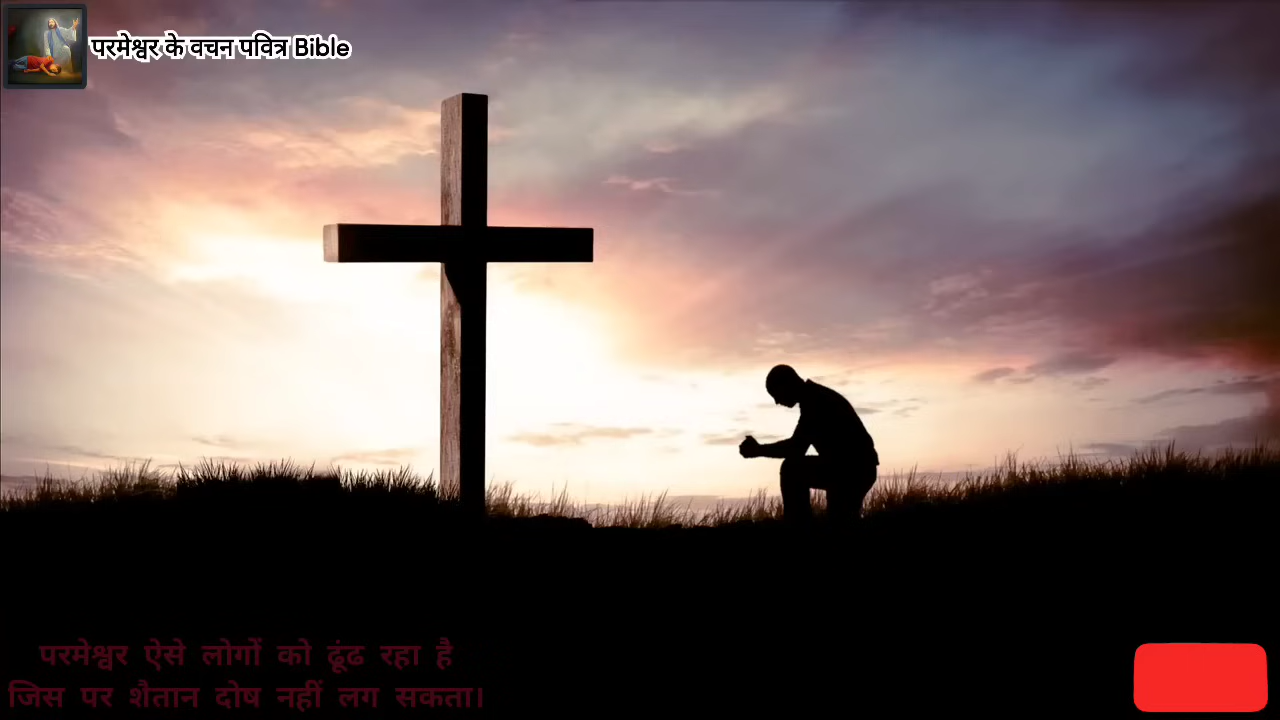 परमेश्वर के वचन पवित्र Bible
परमेश्वर ऐसे लोगों को ढूंढ रहा है
जिस पर शैतान दोष नहीं लग सकता।